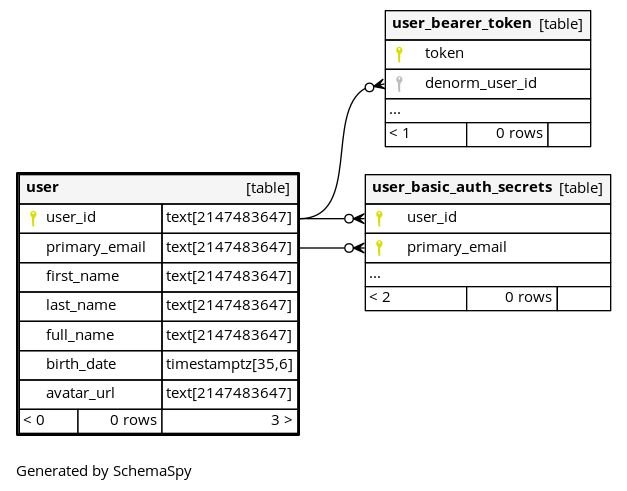 user_bearer_token [table]
token
denorm_user_id
...
< 1 0 rows
user [table]
user_id text[2147483647]
primary_email text[2147483647]
first_name text[2147483647]
last_name text[2147483647]
full_name text[2147483647]
birth_date timestamptz[35,6]
avatar_url text[2147483647]
< 0 0 rows 3 >
user_basic_auth_secrets [table]
user_id
primary_email
...
< 2 0 rows
Generated by SchemaSpy